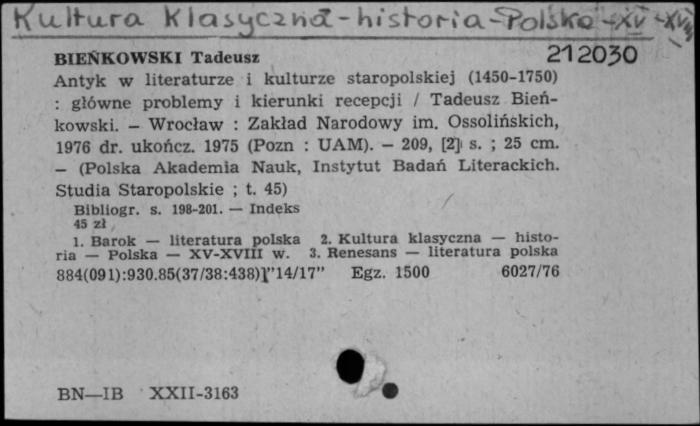 Kultura klasyczna - historia - Polska - XV - XVIII
BIEŃKOWSKI Tadeusz 212030
Antyk w literaturze i kulturze staropolskiej (1450-1750)
: główne problemy i kierunki recepcji / Tadeusz Bień-
kowski. — Wrocław : Zakład Narodowy im. Ossolińskich,
1976 dr. ukończ. 1975 (Pozn : UAM). — 209, [2] s. ; 25 cm.
— (Polska Akademia Nauk, Instytut Badań Literackich.
Studia Staropolskie ; t. 45)
Bibliogr. s. 198-201. — Indeks
45 zł
1. Barok — literatura polska 2. Kultura klasyczna — histo-
ria — Polska — XV-XVIII w. 3. Renesans — literatura polska
884(091):930.85(37/38:438)]"14/17" Egz. 1500 6027/76
BN—IB XXII-3163